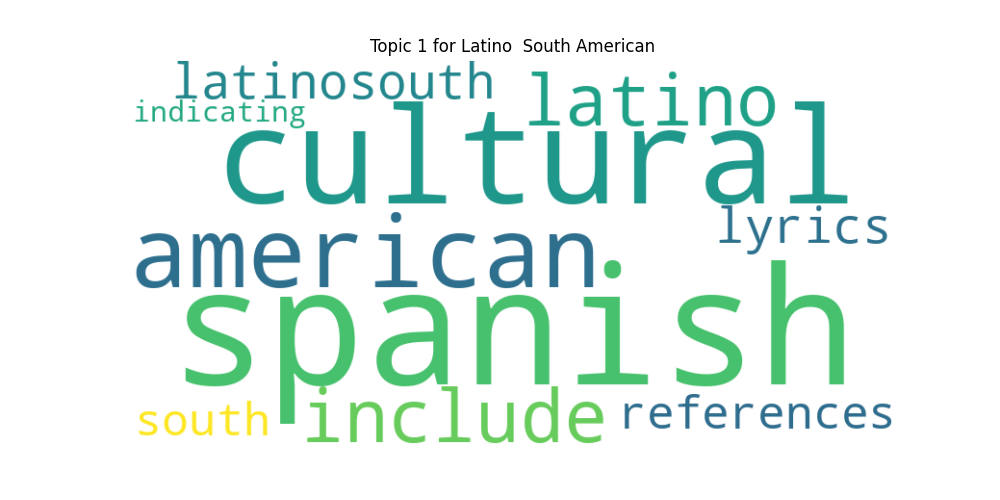 Topic 1 for Latino  South American
latinosouth
latino
indicating
cultural
lyrics
american
spanish
include
references
south